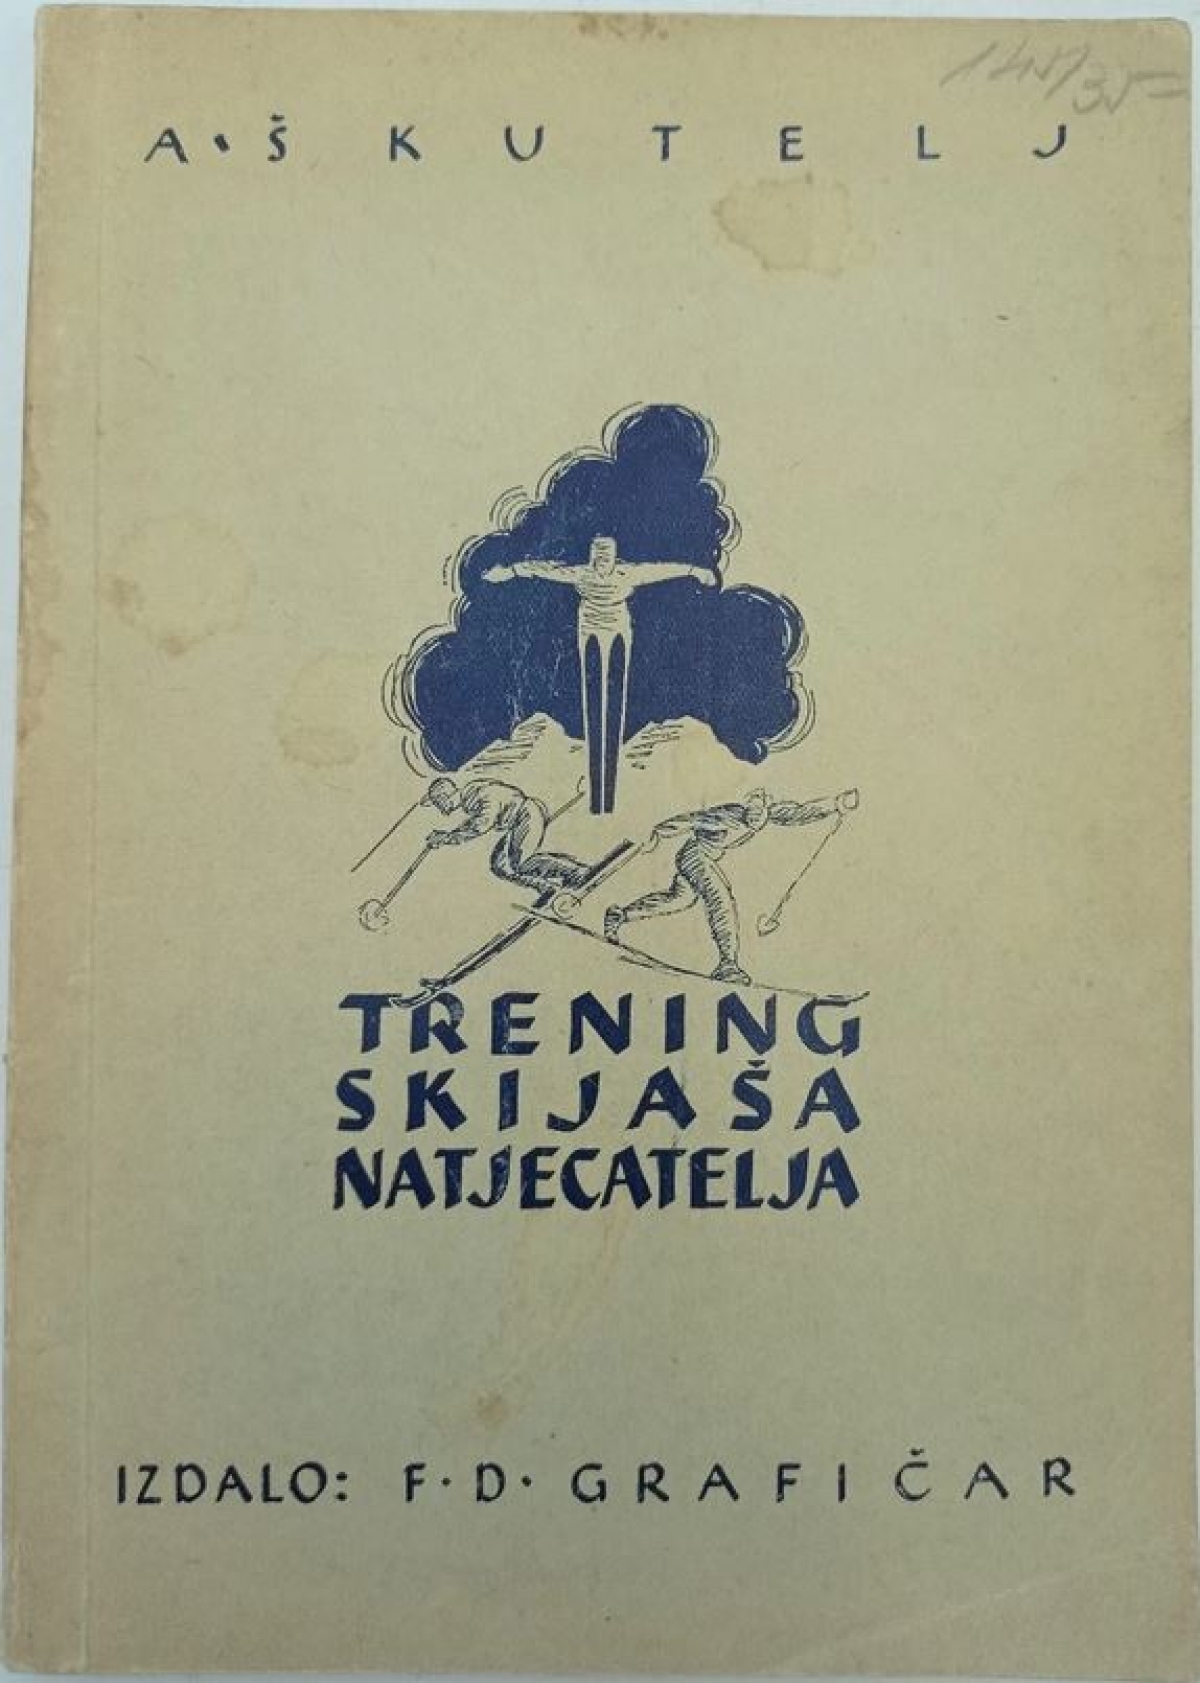 A. ŠKUTELJ
TRENING
SKIJAŠA
NATJECATELJA
IZDALO: F. D. GRAFIČAR